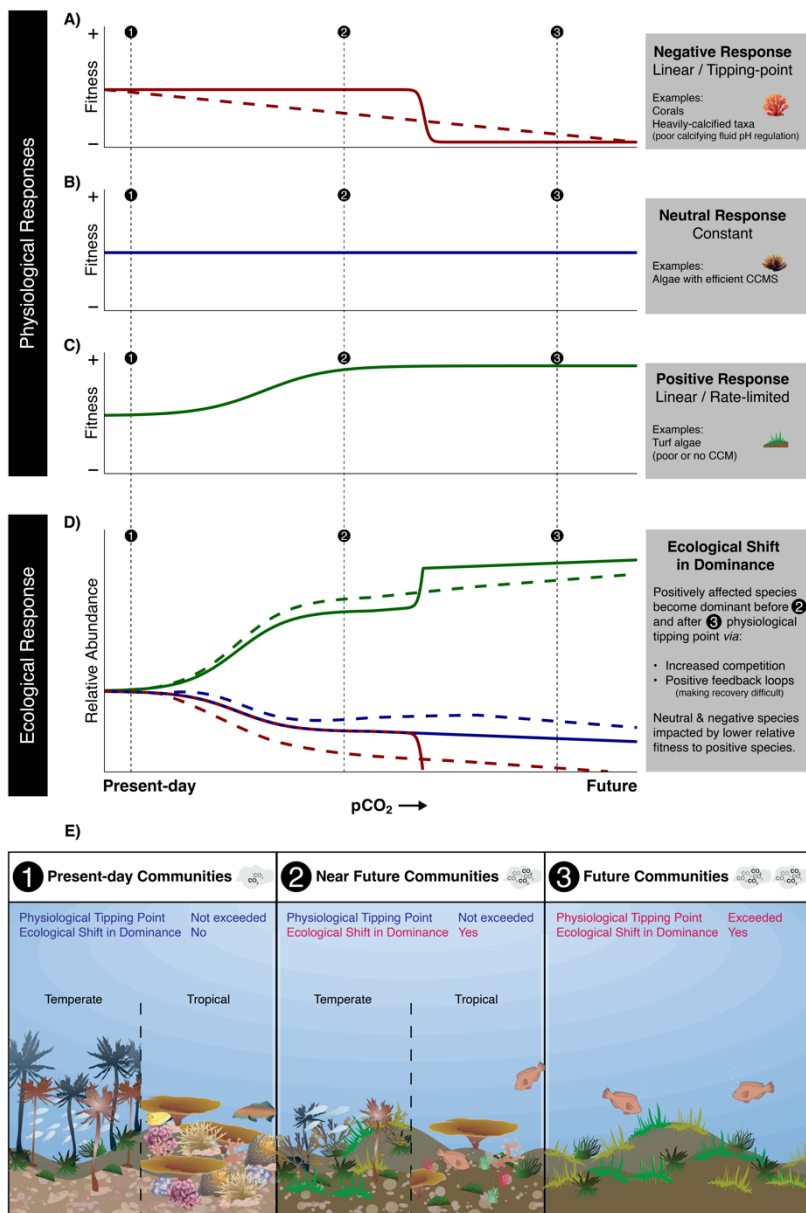 Physiological Responses
A)
+
Fitness
–
1
2
3
Negative Response
Linear / Tipping-point
Examples:
Corals
Heavily-calcified taxa
(poor calcifying fluid pH regulation)
B)
+
Fitness
–
1
2
3
Neutral Response
Constant
Examples:
Algae with efficient CCMS
C)
+
Fitness
–
1
2
3
Positive Response
Linear / Rate-limited
Examples:
Turf algae
(poor or no CCM)
Ecological Response
D)
Relative Abundance
1
2
3
Present-day
Future
pCO₂
Ecological Shift
in Dominance
Positively affected species
become dominant before 2
and after 3 physiological
tipping point via:
• Increased competition
• Positive feedback loops
(making recovery difficult)
Neutral & negative species
impacted by lower relative
fitness to positive species.
E)
1 Present-day Communities
CO₂
CO₂
Physiological Tipping Point Not exceeded
Ecological Shift in Dominance No
Temperate Tropical
2 Near Future Communities
Physiological Tipping Point Not exceeded
Ecological Shift in Dominance Yes
Temperate Tropical
3 Future Communities
Physiological Tipping Point Exceeded
Ecological Shift in Dominance Yes